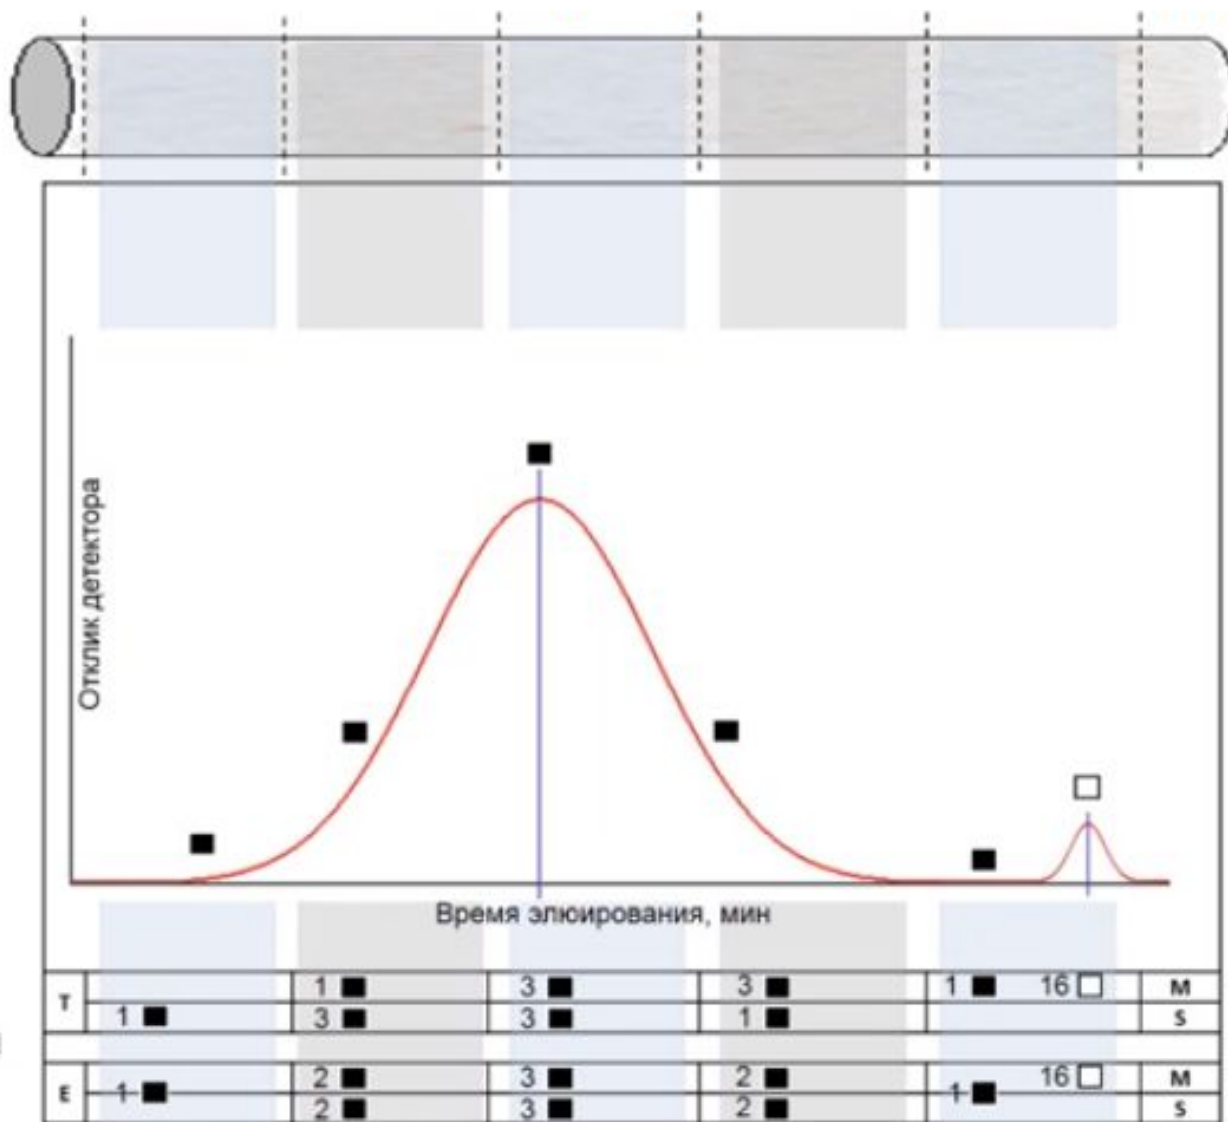 Отклик детектора
Время элюирования, мин
T
1 3 3 1 16 M
1 3 3 1 S
E
1 2 3 2 1 16 M
2 3 2 S